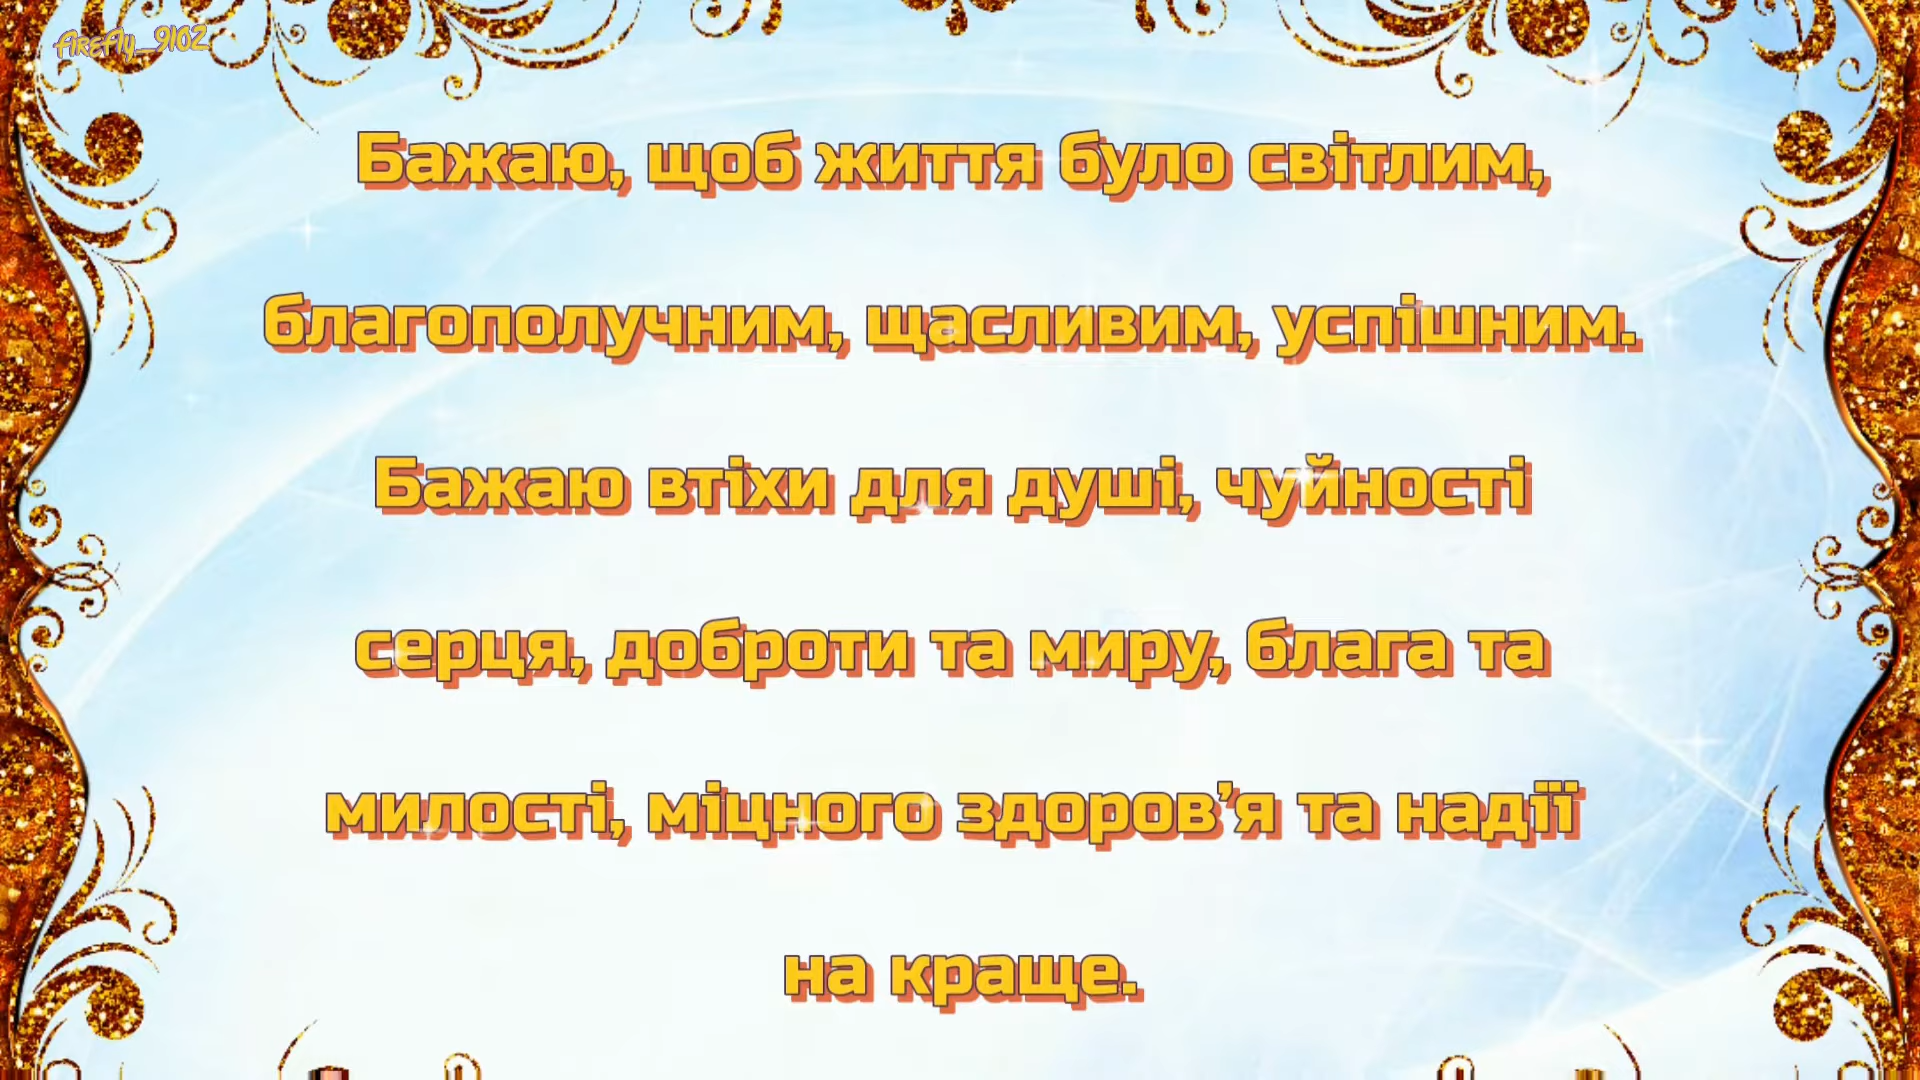 firefly_9102
Бажаю, щоб життя було світлим,
благополучним, щасливим, успішним.
Бажаю втіхи для душі, чуйності
серця, доброти та миру, блага та
милості, міцного здоров’я та надії
на краще.